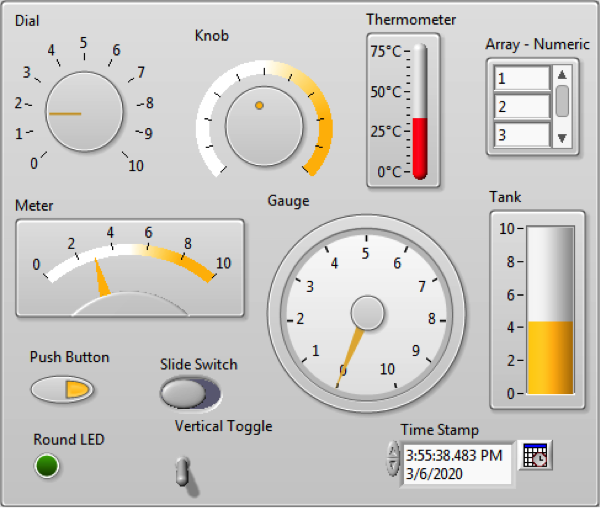 Dial
0
1
2
3
4
5
6
7
8
9
10
Knob
Thermometer
75°C
50°C
25°C
0°C
Array - Numeric
1
2
3
Meter
0
2
4
6
8
10
Gauge
0
1
2
3
4
5
6
7
8
9
10
Tank
10
8
6
4
2
0
Push Button
Slide Switch
Round LED
Vertical Toggle
Time Stamp
3:55:38.483 PM
3/6/2020